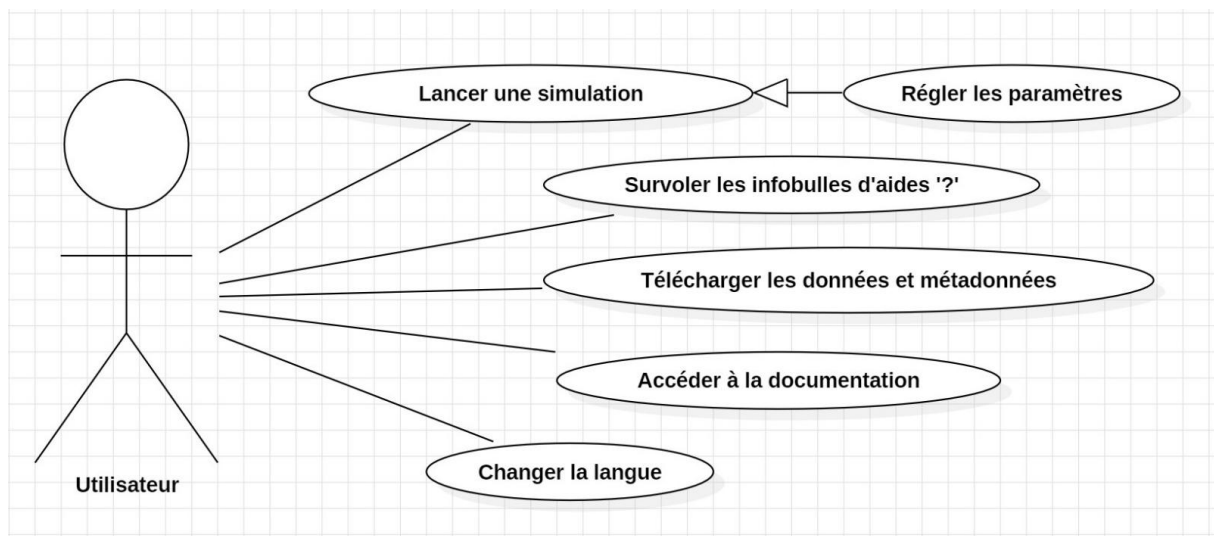 Lancer une simulation
Régler les paramètres
Survoler les infobulles d'aides '?'
Télécharger les données et métadonnées
Accéder à la documentation
Changer la langue
Utilisateur